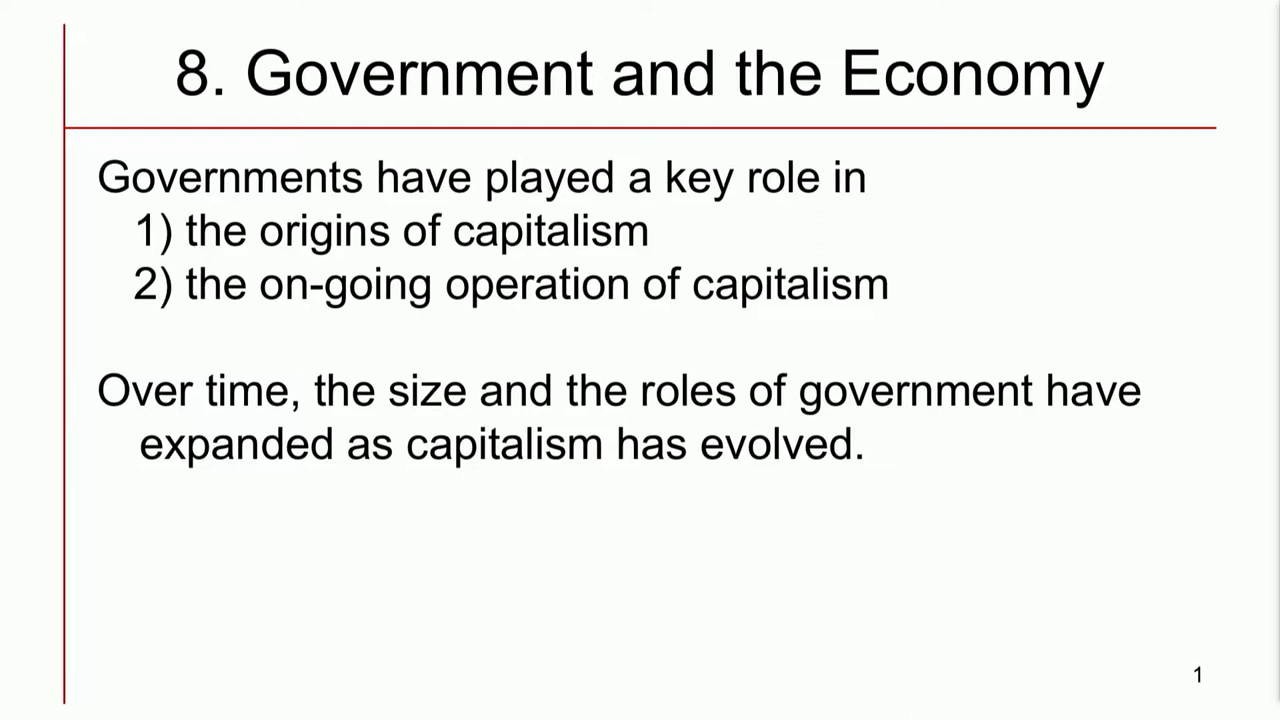 8. Government and the Economy
Governments have played a key role in
1) the origins of capitalism
2) the on-going operation of capitalism
Over time, the size and the roles of government have
expanded as capitalism has evolved.
1